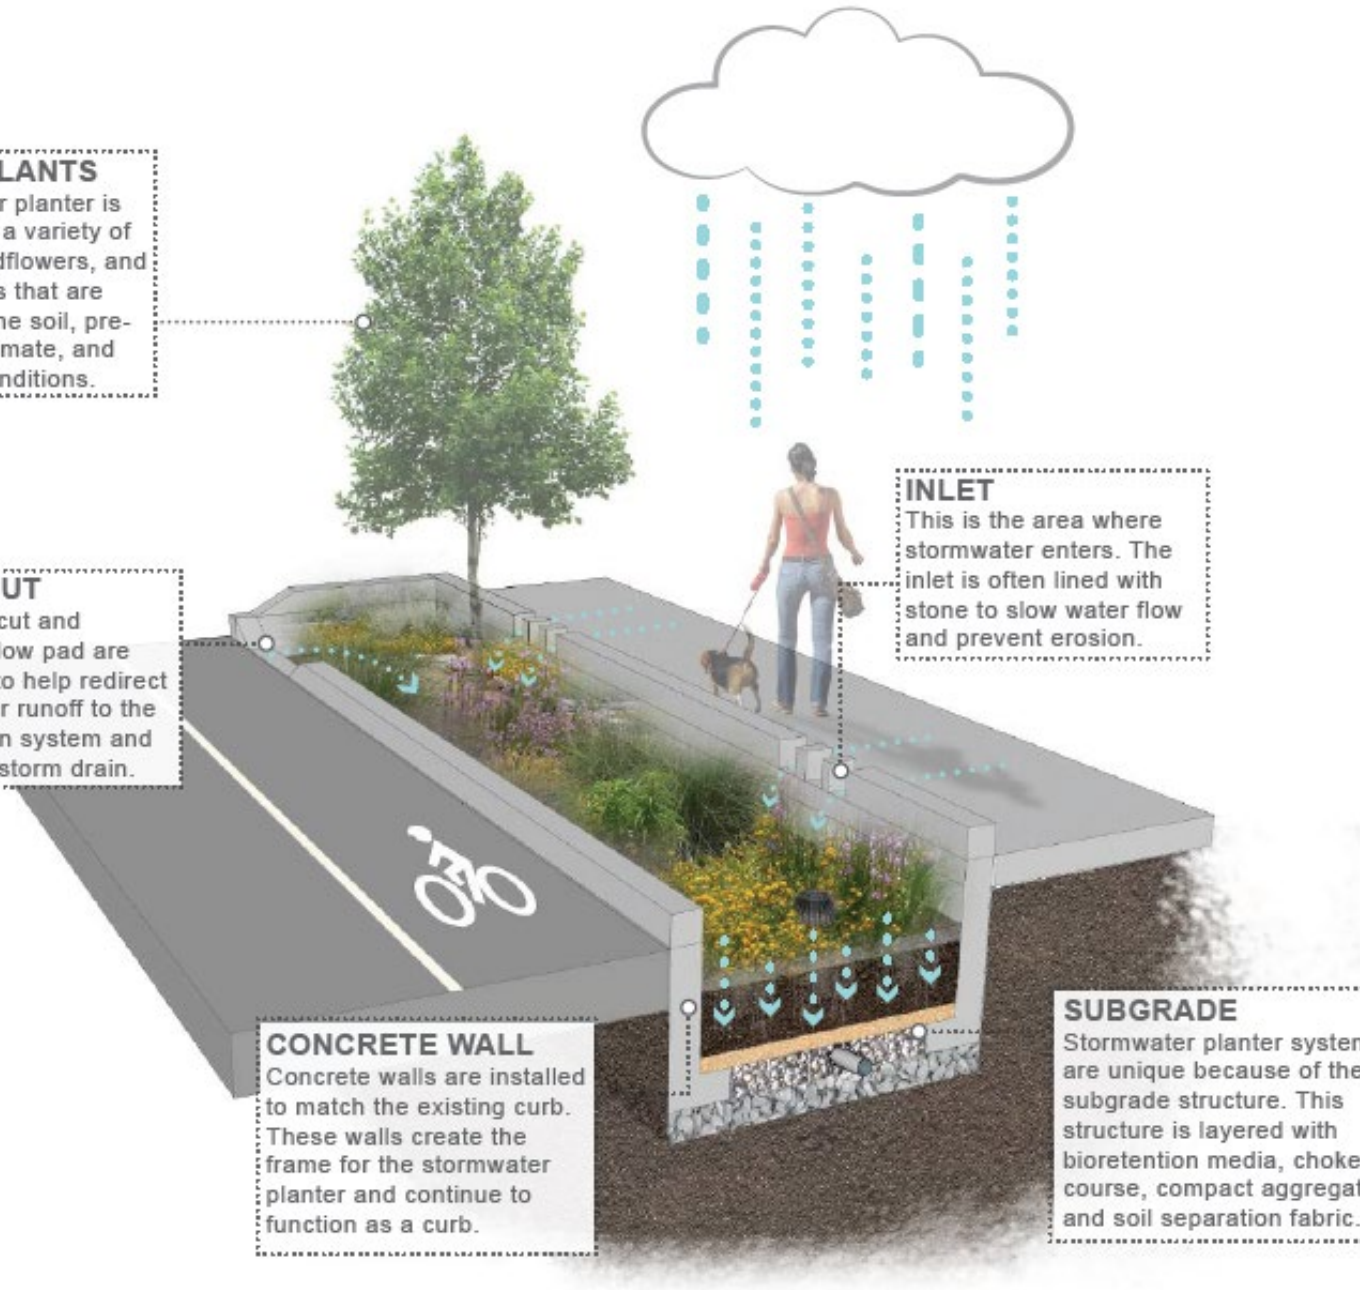 LANTS
r planter is
a variety of
dflowers, and
s that are
he soil, pre-
mate, and
nditions.
INLET
This is the area where
stormwater enters. The
inlet is often lined with
stone to slow water flow
and prevent erosion.
UT
cut and
low pad are
to help redirect
r runoff to the
n system and
storm drain.
CONCRETE WALL
Concrete walls are installed
to match the existing curb.
These walls create the
frame for the stormwater
planter and continue to
function as a curb.
SUBGRADE
Stormwater planter system
are unique because of the
subgrade structure. This
structure is layered with
bioretention media, choke
course, compact aggregat
and soil separation fabric.